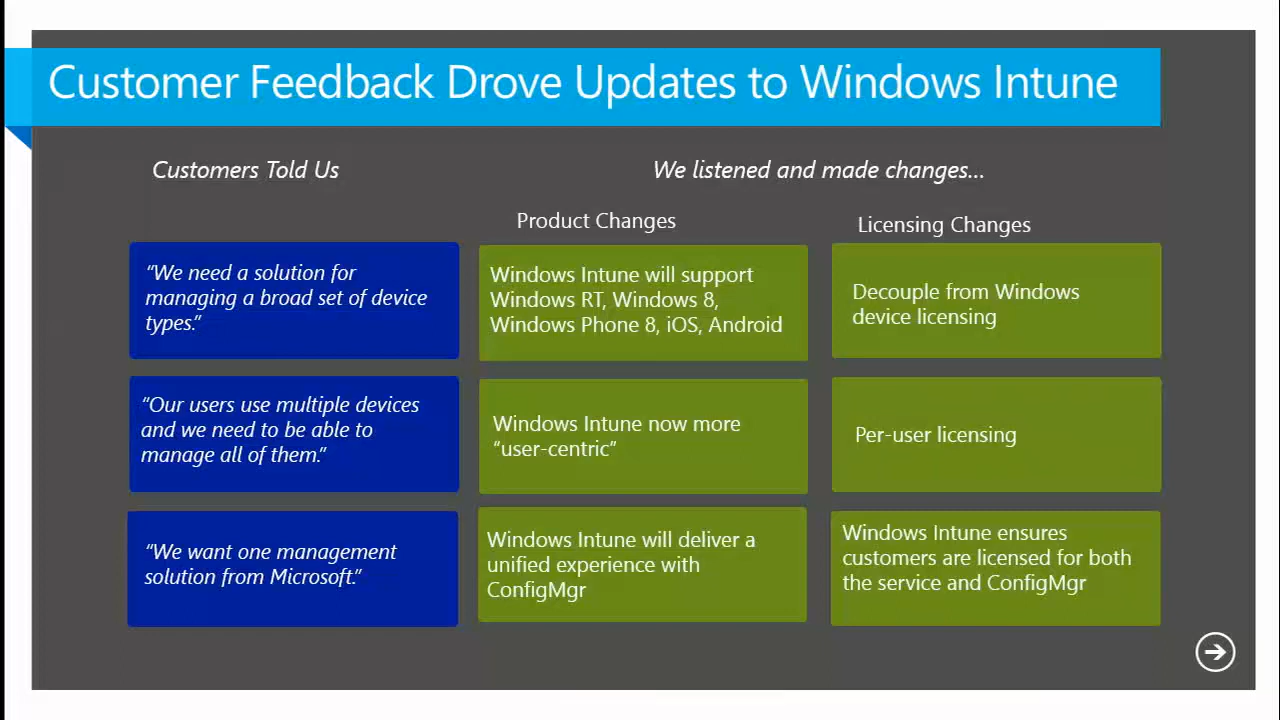 Customer Feedback Drove Updates to Windows Intune
Customers Told Us
We listened and made changes...
Product Changes
Licensing Changes
“We need a solution for
managing a broad set of device
types.”
Windows Intune will support
Windows RT, Windows 8,
Windows Phone 8, iOS, Android
Decouple from Windows
device licensing
“Our users use multiple devices
and we need to be able to
manage all of them.”
Windows Intune now more
“user-centric”
Per-user licensing
“We want one management
solution from Microsoft.”
Windows Intune will deliver a
unified experience with
ConfigMgr
Windows Intune ensures
customers are licensed for both
the service and ConfigMgr